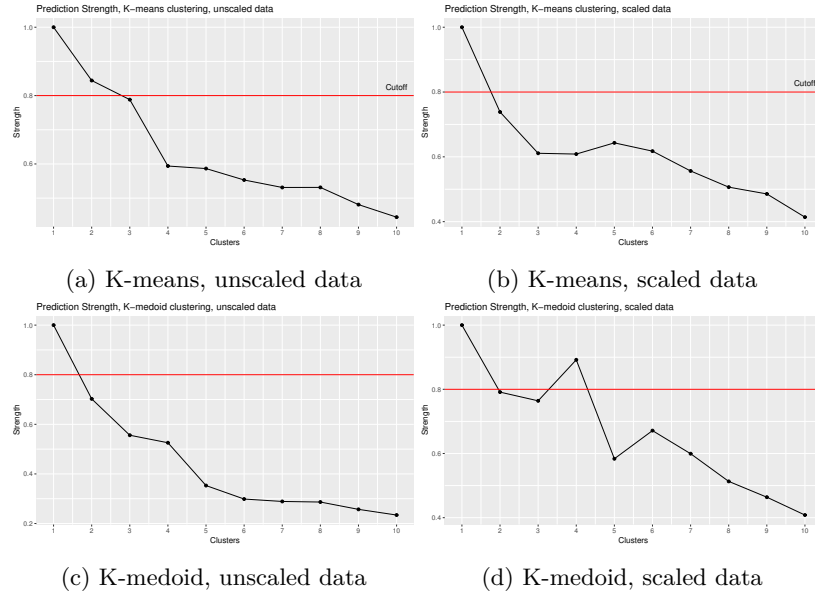 Prediction Strength, K−means clustering, unscaled data
1.0
0.8
0.6
Strength
Cutoff
1 2 3 4 5 6 7 8 9 10
Clusters
(a) K-means, unscaled data
Prediction Strength, K−means clustering, scaled data
1.0
0.8
0.6
0.4
Strength
Cutoff
1 2 3 4 5 6 7 8 9 10
Clusters
(b) K-means, scaled data
Prediction Strength, K−medoid clustering, unscaled data
1.0
0.8
0.6
0.4
0.2
Strength
1 2 3 4 5 6 7 8 9 10
Clusters
(c) K-medoid, unscaled data
Prediction Strength, K−medoid clustering, scaled data
1.0
0.8
0.6
0.4
Strength
1 2 3 4 5 6 7 8 9 10
Clusters
(d) K-medoid, scaled data